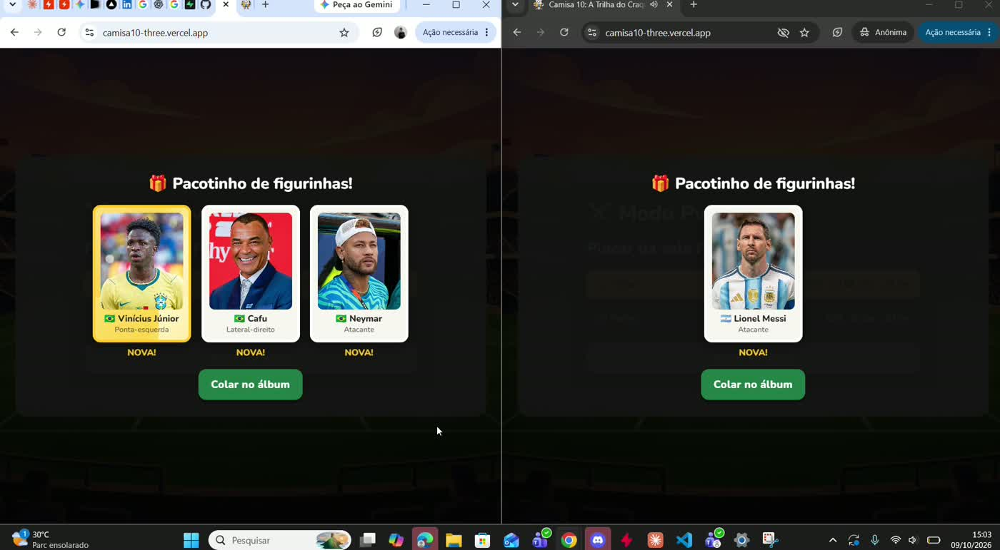 Peça ao Gemini
camisa10-three.vercel.app
Ação necessária
🎁 Pacotinho de figurinhas!
Vinícius Júnior
Ponta-esquerda
NOVA!
Cafu
Lateral-direito
NOVA!
Neymar
Atacante
NOVA!
Colar no álbum
Camisa 10: A Trilha do Craq
camisa10-three.vercel.app
Anônima
Ação necessária
🎁 Pacotinho de figurinhas!
Lionel Messi
Atacante
NOVA!
Colar no álbum
1
30°C
Parc ensolarado
Pesquisar
15:03
09/10/2026